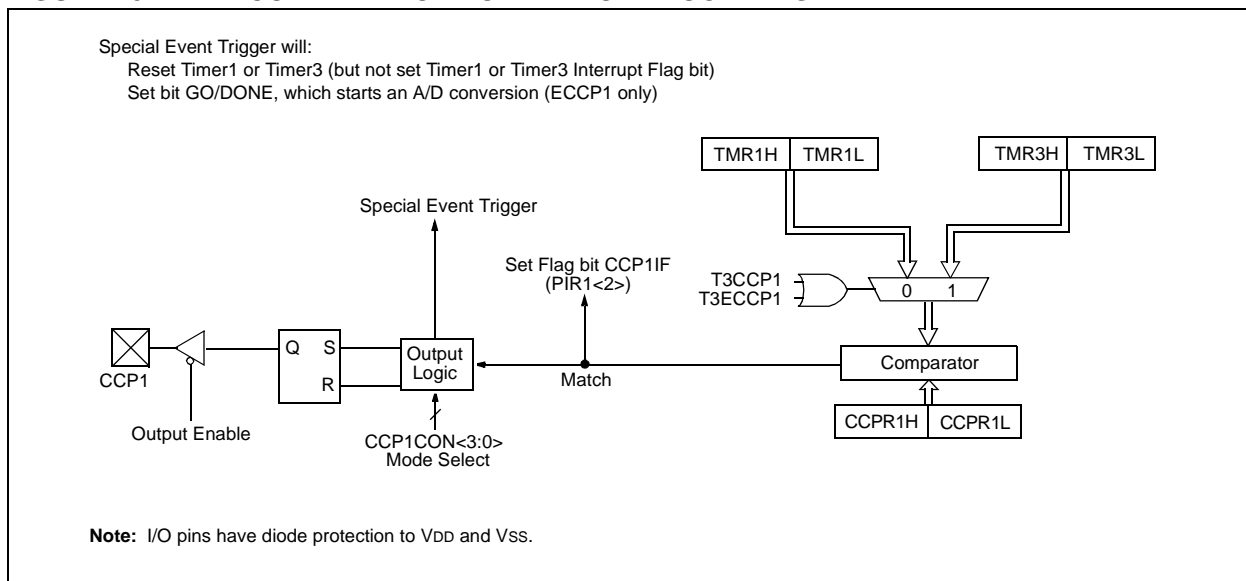 Special Event Trigger will:
Reset Timer1 or Timer3 (but not set Timer1 or Timer3 Interrupt Flag bit)
Set bit GO/DONE, which starts an A/D conversion (ECCP1 only)
TMR1H TMR1L
TMR3H TMR3L
Special Event Trigger
Set Flag bit CCP1IF
(PIR1<2>)
T3CCP1
T3ECCP1
0 1
Q S
R
Output
Logic
Match
Comparator
CCP1
Output Enable
CCP1CON<3:0>
Mode Select
CCPR1H CCPR1L
Note: I/O pins have diode protection to VDD and VSS.